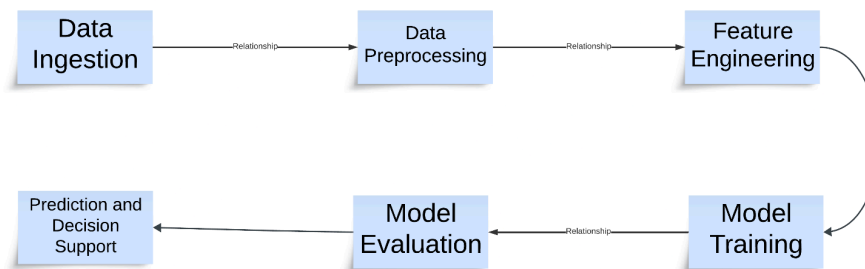 Data
Ingestion
Relationship
Data
Preprocessing
Relationship
Feature
Engineering
Prediction and
Decision
Support
Model
Evaluation
Relationship
Model
Training